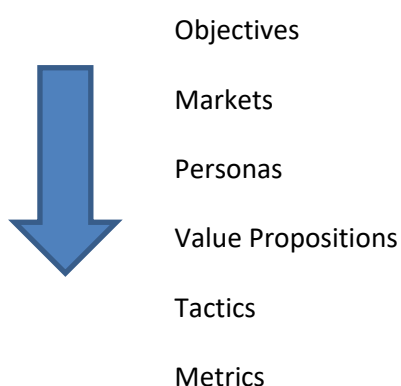 Objectives
Markets
Personas
Value Propositions
Tactics
Metrics